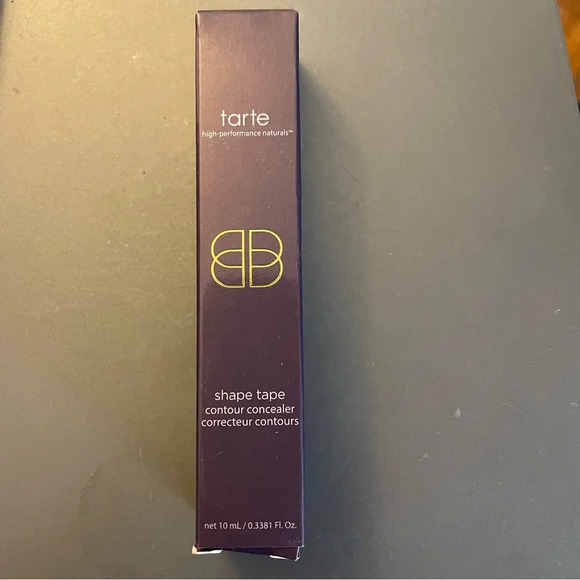 tarte
high-performance naturals™
shape tape
contour concealer
correcteur contours
net 10 mL / 0.3381 Fl. Oz.